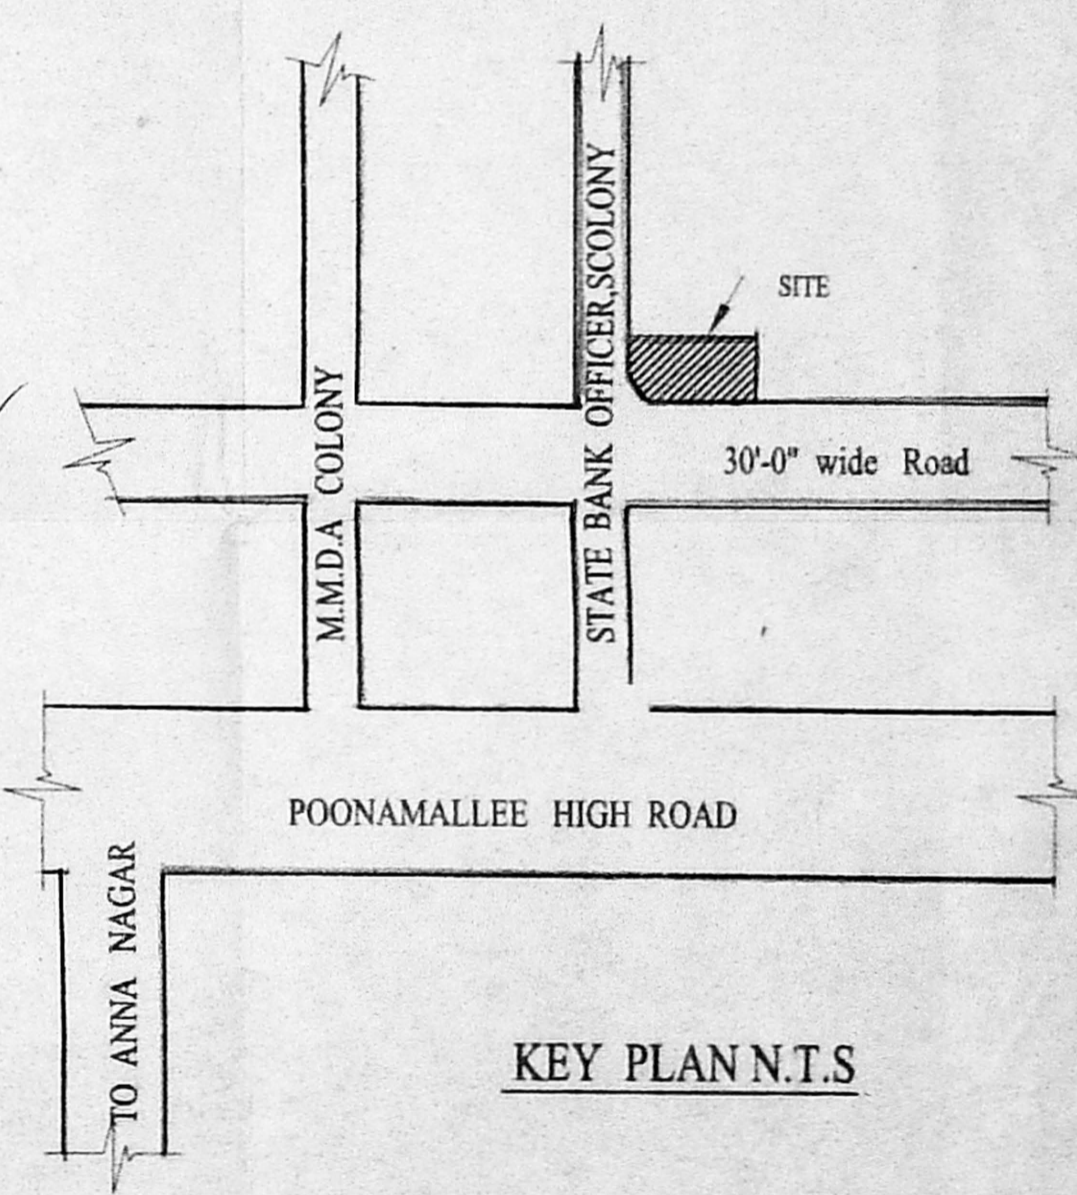 SITE
STATE BANK OFFICER,SCOLONY
M.M.D.A COLONY
30'-0" wide Road
POONAMALLEE HIGH ROAD
TO ANNA NAGAR
KEY PLAN N.T.S